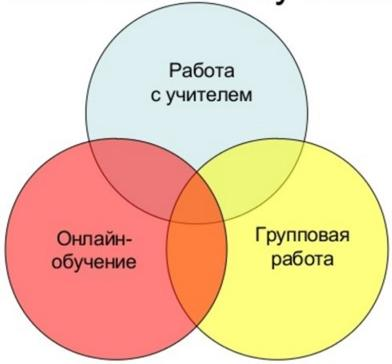 Работа
с учителем
Онлайн-
обучение
Групповая
работа